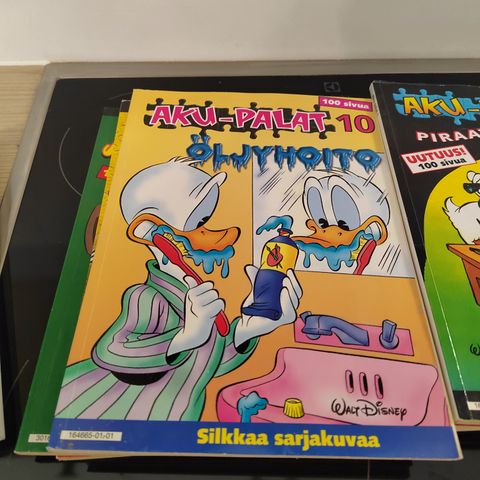 100 sivua
AKU-PALAT 10
ÖLJYHOITO
WALT DISNEY
164665-01-01
Silkkaa sarjakuvaa
AKU-
PIRAA
UUTUUS!
100 sivua